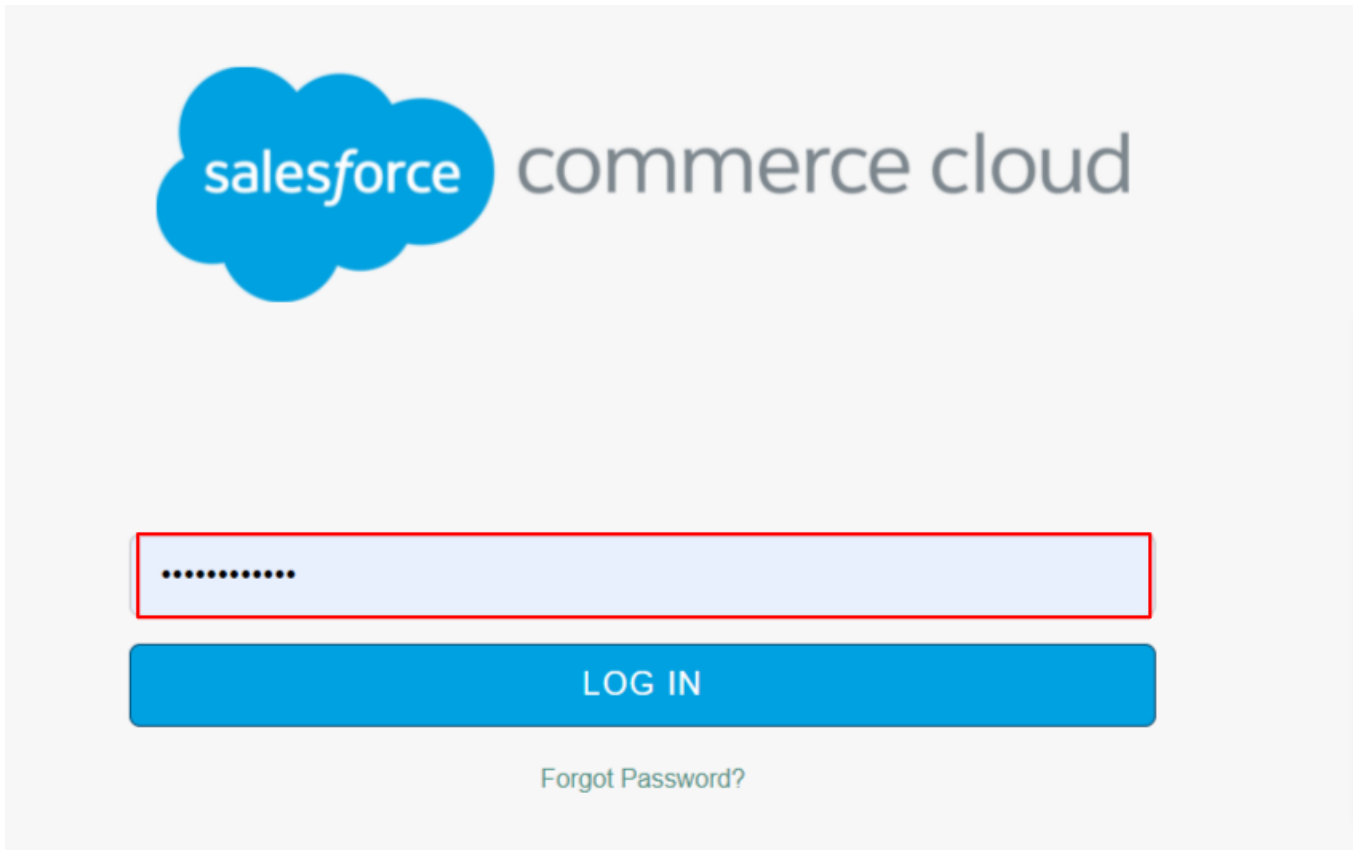 salesforce commerce cloud
••••••••••••
LOG IN
Forgot Password?